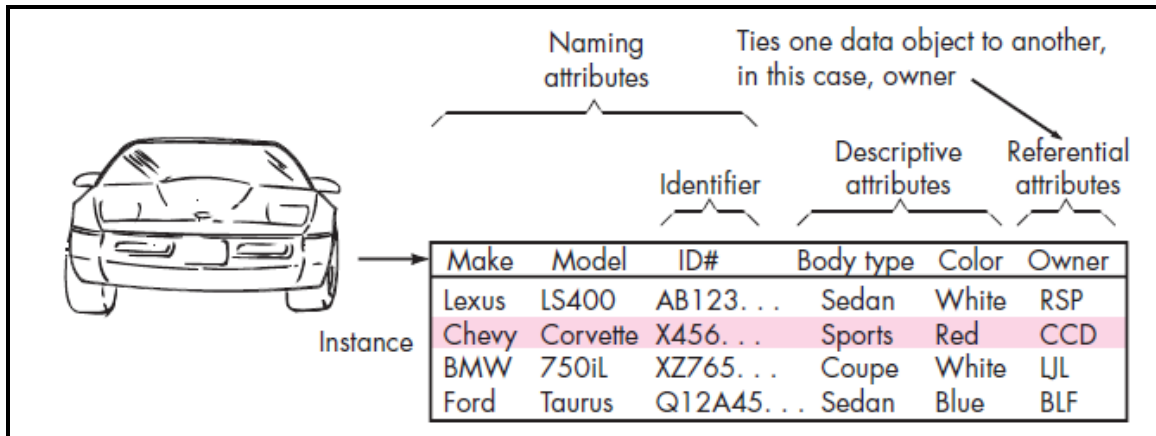 Naming
attributes
Ties one data object to another,
in this case, owner
Identifier
Descriptive
attributes
Referential
attributes
Make Model ID# Body type Color Owner
Lexus LS400 AB123. . . Sedan White RSP
Instance
Chevy Corvette X456. . . Sports Red CCD
BMW 750iL XZ765. . . Coupe White LJL
Ford Taurus Q12A45. . . Sedan Blue BLF